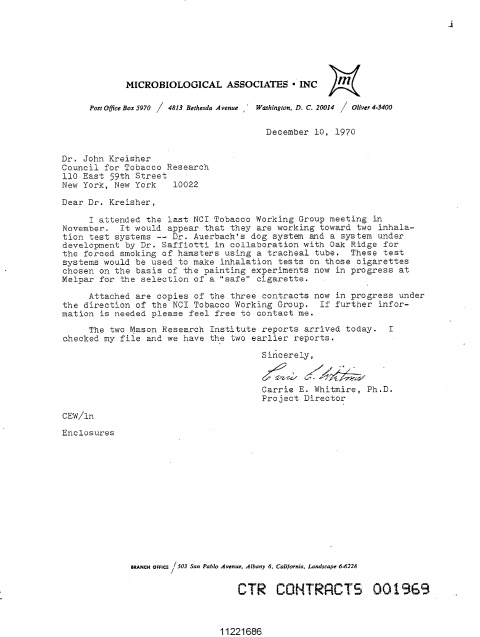 MICROBIOLOGICAL ASSOCIATES • INC
m
Post Office Box 5970 / 4813 Bethesda Avenue / Washington, D. C. 20014 / Oliver 4-3400
December 10, 1970
Dr. John Kreisher
Council for Tobacco Research
110 East 59th Street
New York, New York 10022
Dear Dr. Kreisher,
I attended the last NCI Tobacco Working Group meeting in
November. It would appear that they are working toward two inhala-
tion test systems -- Dr. Auerbach's dog system and a system under
development by Dr. Saffiotti in collaboration with Oak Ridge for
the forced smoking of hamsters using a tracheal tube. These test
systems would be used to make inhalation tests on those cigarettes
chosen on the basis of the painting experiments now in progress at
Melpar for the selection of a "safe" cigarette.
Attached are copies of the three contracts now in progress under
the direction of the NCI Tobacco Working Group. If further infor-
mation is needed please feel free to contact me.
The two Mason Research Institute reports arrived today. I
checked my file and we have the two earlier reports.
Sincerely,
Carrie E. Whitmire
Carrie E. Whitmire, Ph.D.
Project Director
CEW/ln
Enclosures
BRANCH OFFICE / 503 San Pablo Avenue, Albany 6, California, Landscape 6-6226
CTR CONTRACTS 001969
11221686